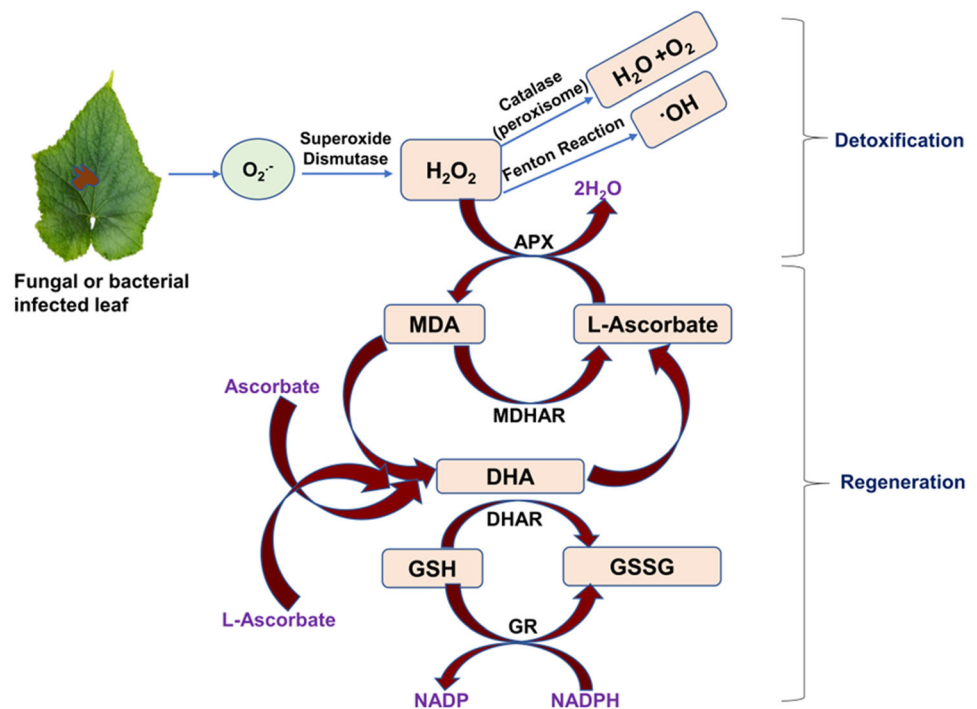 H₂O+O₂
Catalase
(peroxisome)
·OH
Fenton Reaction
Superoxide
Dismutase
O₂·-
H₂O₂
Detoxification
2H₂O
APX
Fungal or bacterial
infected leaf
MDA
L-Ascorbate
Ascorbate
MDHAR
DHA
Regeneration
DHAR
GSH
GSSG
L-Ascorbate
GR
NADP
NADPH